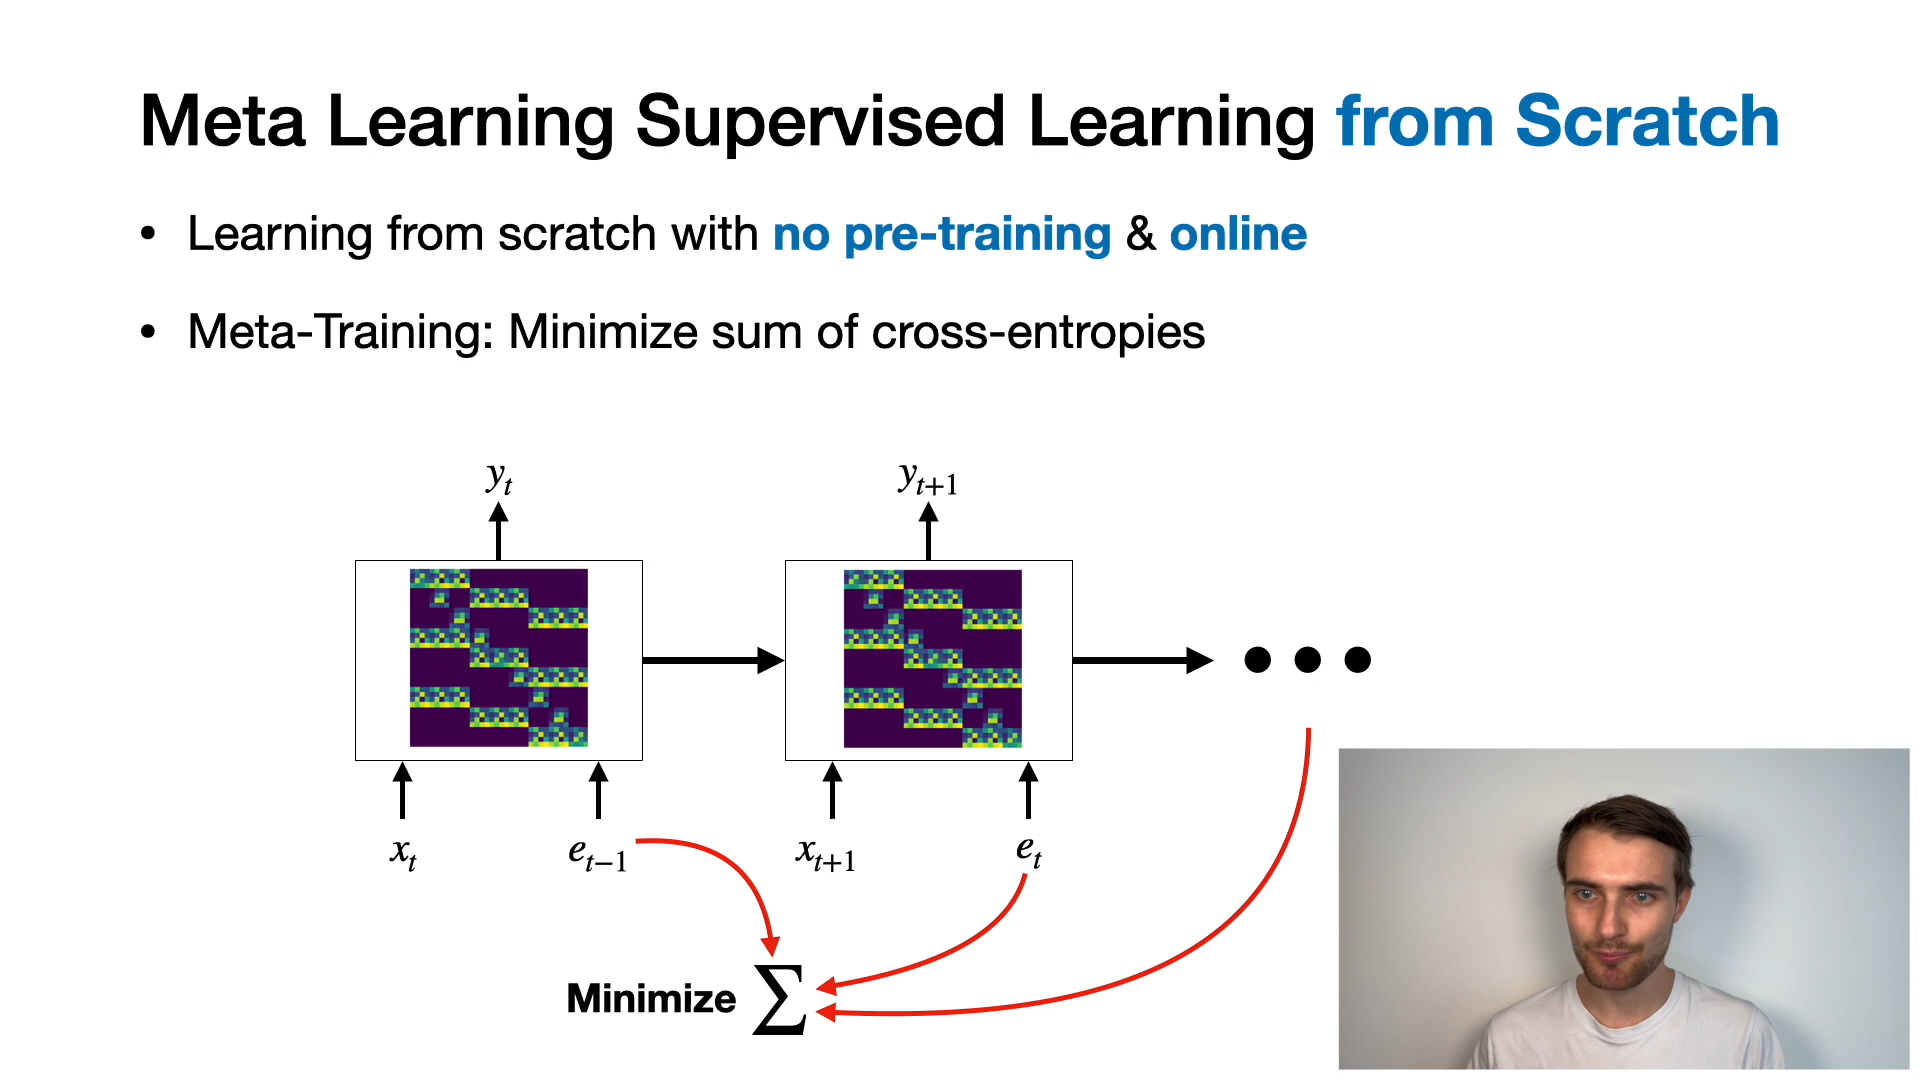 Meta Learning Supervised Learning from Scratch
• Learning from scratch with no pre-training & online
• Meta-Training: Minimize sum of cross-entropies
y_t y_{t+1}
x_t e_{t−1} x_{t+1} e_t
Minimize ∑